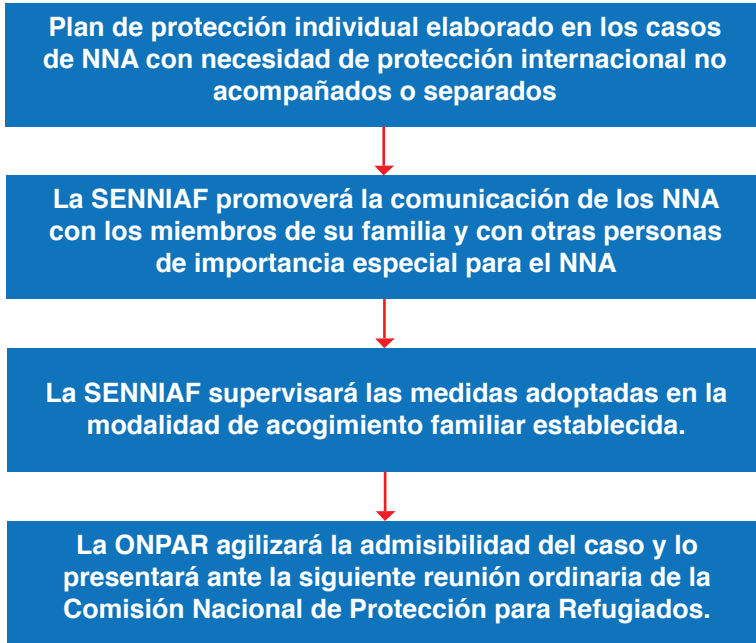 Plan de protección individual elaborado en los casos
de NNA con necesidad de protección internacional no
acompañados o separados
La SENNIAF promoverá la comunicación de los NNA
con los miembros de su familia y con otras personas
de importancia especial para el NNA
La SENNIAF supervisará las medidas adoptadas en la
modalidad de acogimiento familiar establecida.
La ONPAR agilizará la admisibilidad del caso y lo
presentará ante la siguiente reunión ordinaria de la
Comisión Nacional de Protección para Refugiados.